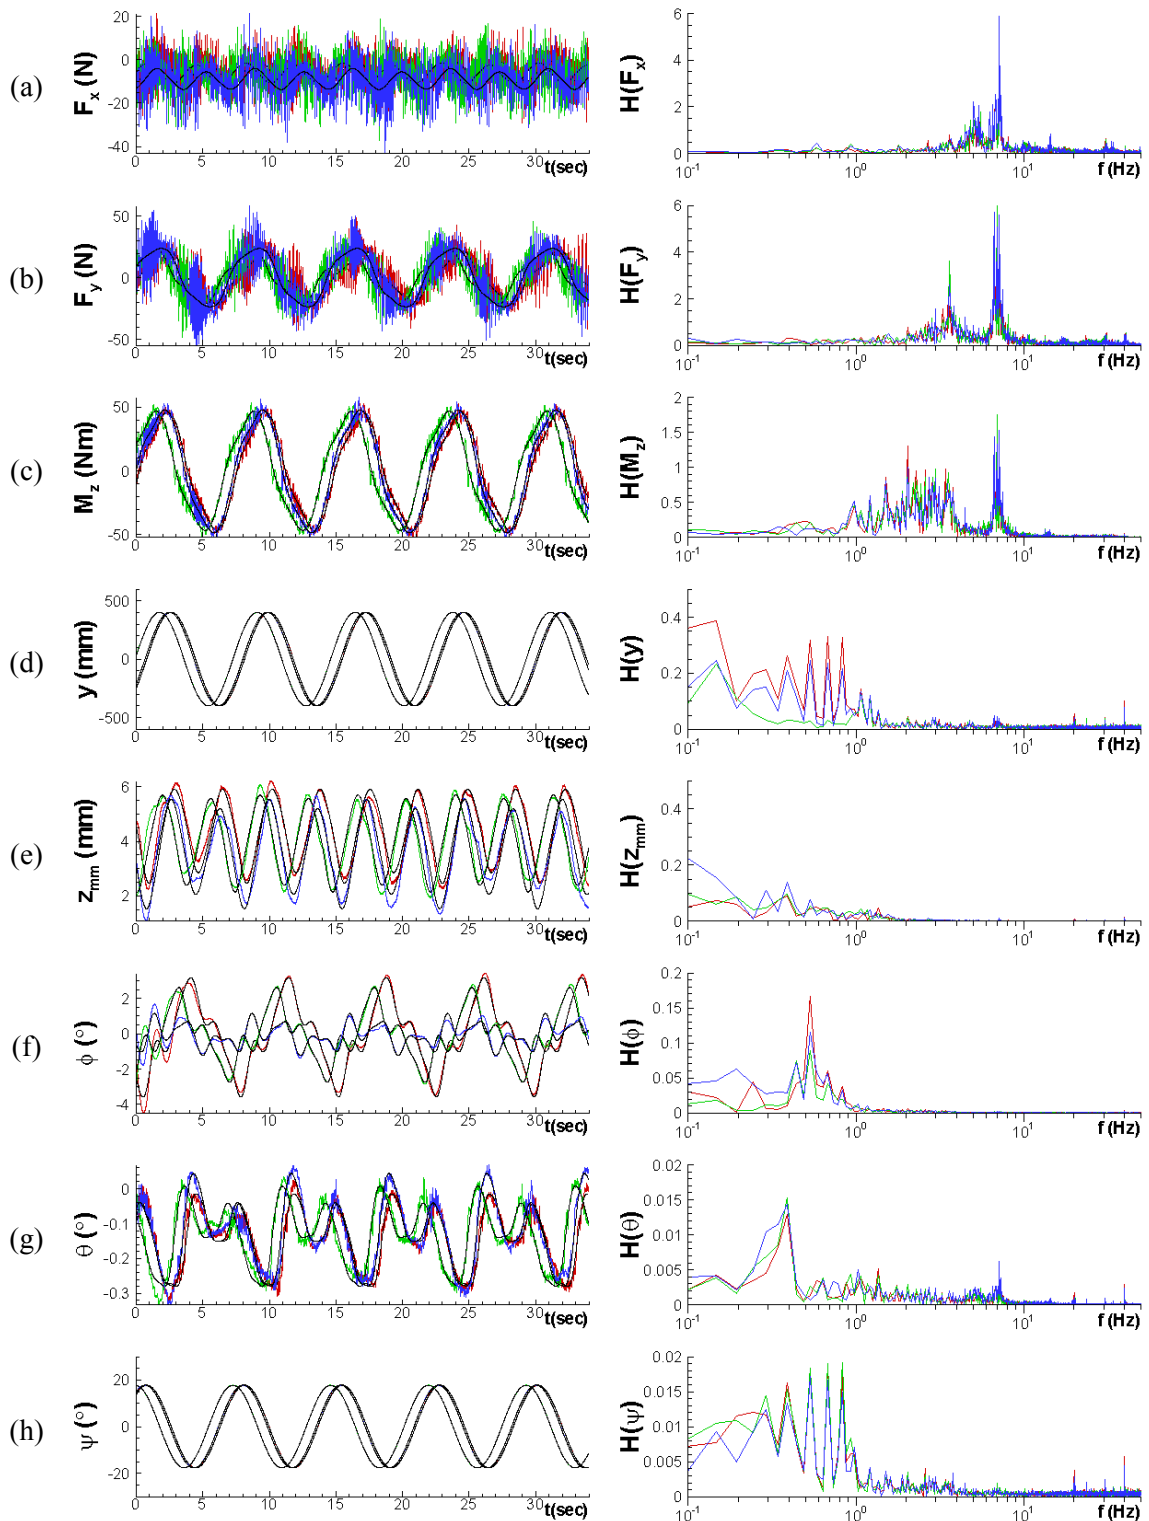 (a)
F_x (N)
20
0
-20
-40
0 5 10 15 20 25 30
t(sec)
H(F_x)
6
4
2
0
10^-1 10^0 10^1 f (Hz)
(b)
F_y (N)
50
0
-50
0 5 10 15 20 25 30
t(sec)
H(F_y)
6
4
2
0
10^-1 10^0 10^1 f (Hz)
(c)
M_z (Nm)
50
0
-50
0 5 10 15 20 25 30
t(sec)
H(M_z)
2
1.5
1
0.5
0
10^-1 10^0 10^1 f (Hz)
(d)
y (mm)
500
0
-500
0 5 10 15 20 25 30
t(sec)
H(y)
0.4
0.2
0
10^-1 10^0 10^1 f (Hz)
(e)
z_mm (mm)
6
4
2
0 5 10 15 20 25 30
t(sec)
H(z_mm)
0.4
0.2
0
10^-1 10^0 10^1 f (Hz)
(f)
ϕ (°)
2
0
-2
-4
0 5 10 15 20 25 30
t(sec)
H(ϕ)
0.2
0.15
0.1
0.05
0
10^-1 10^0 10^1 f (Hz)
(g)
θ (°)
0
-0.1
-0.2
-0.3
0 5 10 15 20 25 30
t(sec)
H(θ)
0.02
0.015
0.01
0.005
0
10^-1 10^0 10^1 f (Hz)
(h)
ψ (°)
20
0
-20
0 5 10 15 20 25 30
t(sec)
H(ψ)
0.02
0.015
0.01
0.005
0
10^-1 10^0 10^1 f (Hz)